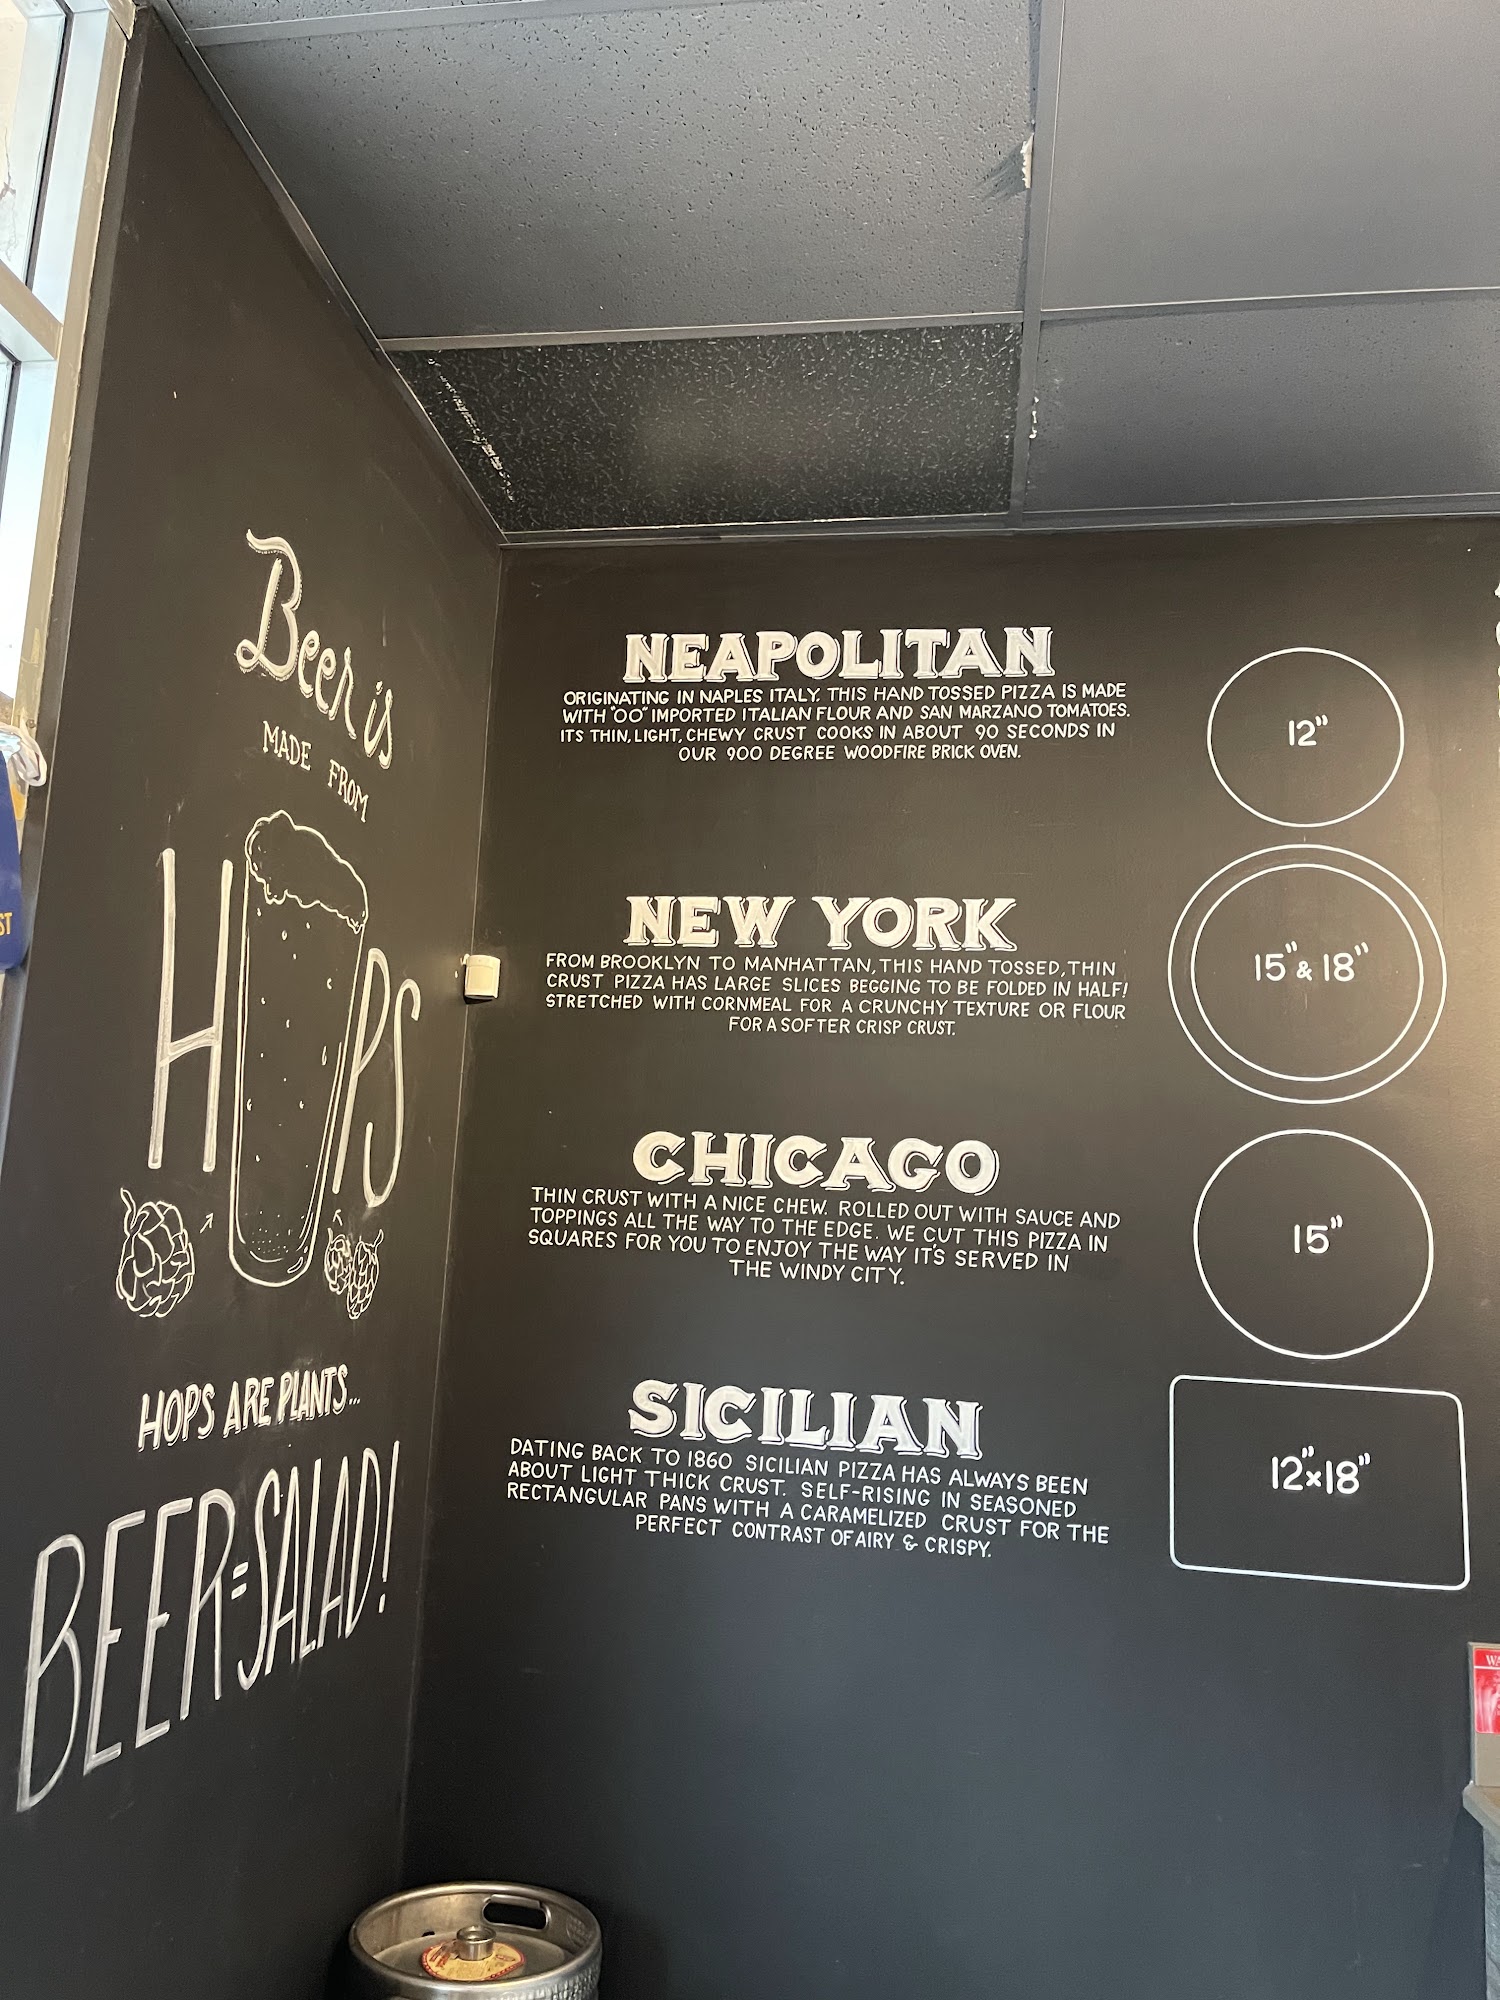 Beer is
MADE FROM
HOPS
HOPS ARE PLANTS...
BEER=SALAD!
NEAPOLITAN
ORIGINATING IN NAPLES ITALY, THIS HAND TOSSED PIZZA IS MADE
WITH "OO" IMPORTED ITALIAN FLOUR AND SAN MARZANO TOMATOES.
ITS THIN, LIGHT, CHEWY CRUST COOKS IN ABOUT 90 SECONDS IN
OUR 900 DEGREE WOODFIRE BRICK OVEN.
12"
NEW YORK
FROM BROOKLYN TO MANHATTAN, THIS HAND TOSSED, THIN
CRUST PIZZA HAS LARGE SLICES BEGGING TO BE FOLDED IN HALF!
STRETCHED WITH CORNMEAL FOR A CRUNCHY TEXTURE OR FLOUR
FOR A SOFTER CRISP CRUST.
15" & 18"
CHICAGO
THIN CRUST WITH A NICE CHEW. ROLLED OUT WITH SAUCE AND
TOPPINGS ALL THE WAY TO THE EDGE. WE CUT THIS PIZZA IN
SQUARES FOR YOU TO ENJOY THE WAY IT'S SERVED IN
THE WINDY CITY.
15"
SICILIAN
DATING BACK TO 1860 SICILIAN PIZZA HAS ALWAYS BEEN
ABOUT LIGHT THICK CRUST. SELF-RISING IN SEASONED
RECTANGULAR PANS WITH A CARAMELIZED CRUST FOR THE
PERFECT CONTRAST OF AIRY & CRISPY.
12"x18"
ST